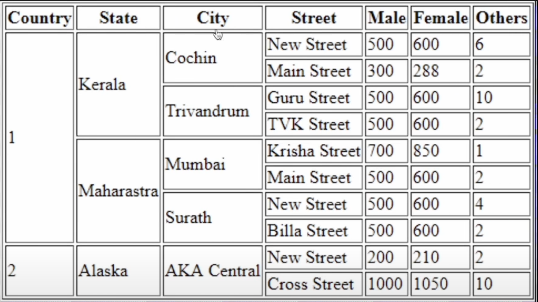 Country State City Street Male Female Others
1 Kerala Cochin New Street 500 600 6
Main Street 300 288 2
Trivandrum Guru Street 500 600 10
TVK Street 500 600 2
Maharastra Mumbai Krisha Street 700 850 1
Main Street 500 600 2
Surath New Street 500 600 4
Billa Street 500 600 2
2 Alaska AKA Central New Street 200 210 2
Cross Street 1000 1050 10